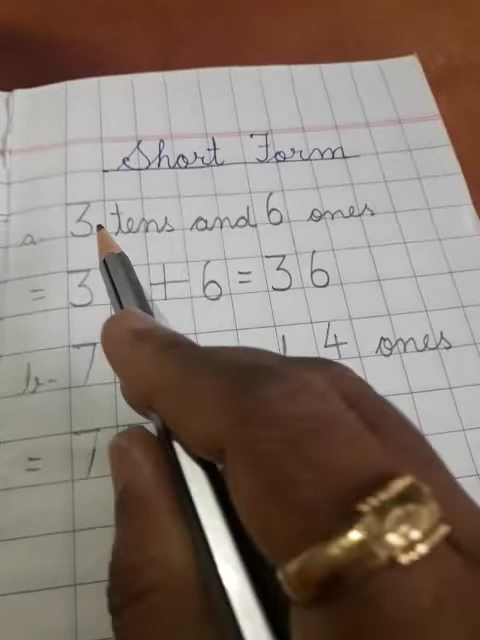 Short Form
a- 3 tens and 6 ones
= 3 + 6 = 36
b- 7 4 ones
= 7